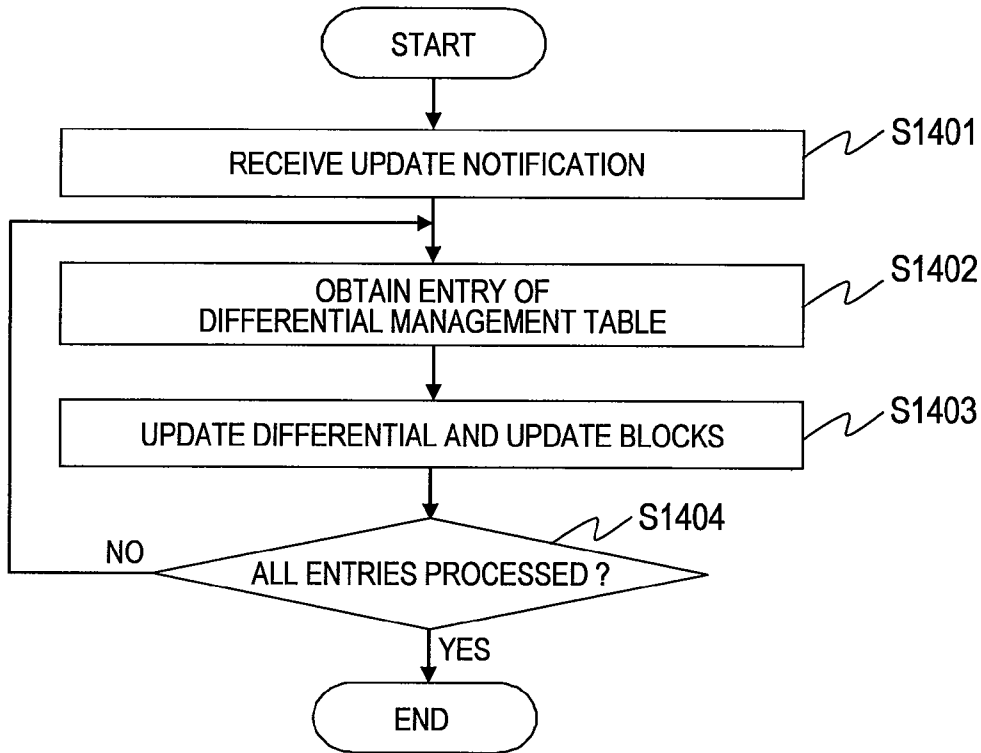 START
RECEIVE UPDATE NOTIFICATION
S1401
OBTAIN ENTRY OF
DIFFERENTIAL MANAGEMENT TABLE
S1402
UPDATE DIFFERENTIAL AND UPDATE BLOCKS
S1403
ALL ENTRIES PROCESSED ?
S1404
NO
YES
END